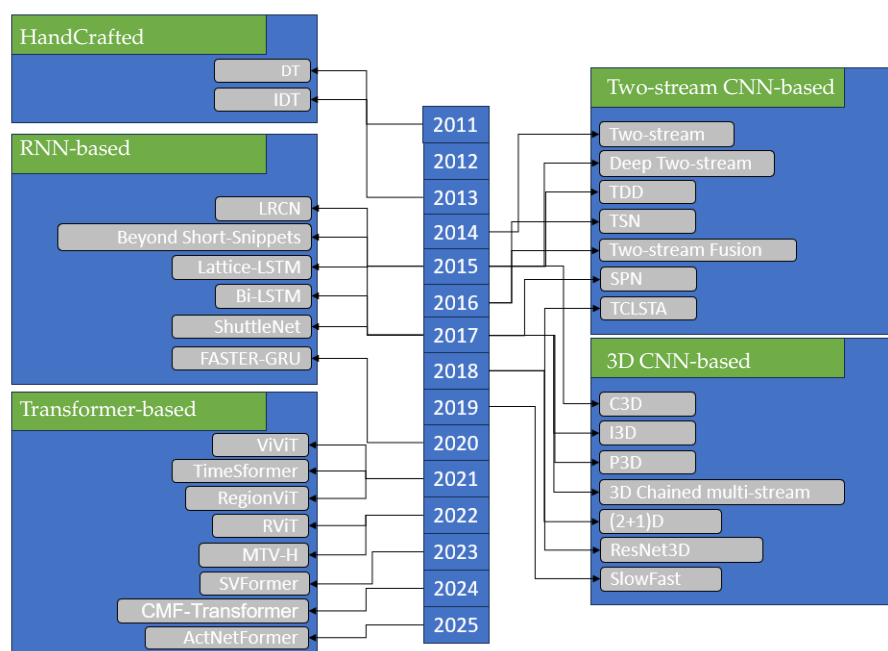 HandCrafted
DT
IDT
RNN-based
LRCN
Beyond Short-Snippets
Lattice-LSTM
Bi-LSTM
ShuttleNet
FASTER-GRU
Transformer-based
ViViT
TimeSformer
RegionViT
RViT
MTV-H
SVFormer
CMF-Transformer
ActNetFormer
2011
2012
2013
2014
2015
2016
2017
2018
2019
2020
2021
2022
2023
2024
2025
Two-stream CNN-based
Two-stream
Deep Two-stream
TDD
TSN
Two-stream Fusion
SPN
TCLSTA
3D CNN-based
C3D
I3D
P3D
3D Chained multi-stream
(2+1)D
ResNet3D
SlowFast